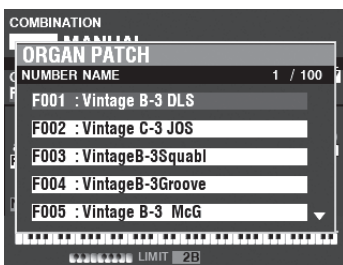 COMBINATION
MANUAL
ORGAN PATCH
NUMBER NAME 1 / 100
F001 : Vintage B-3 DLS
F002 : Vintage C-3 JOS
F003 : VintageB-3Squabl
F004 : VintageB-3Groove
F005 : Vintage B-3 McG
LIMIT 2B